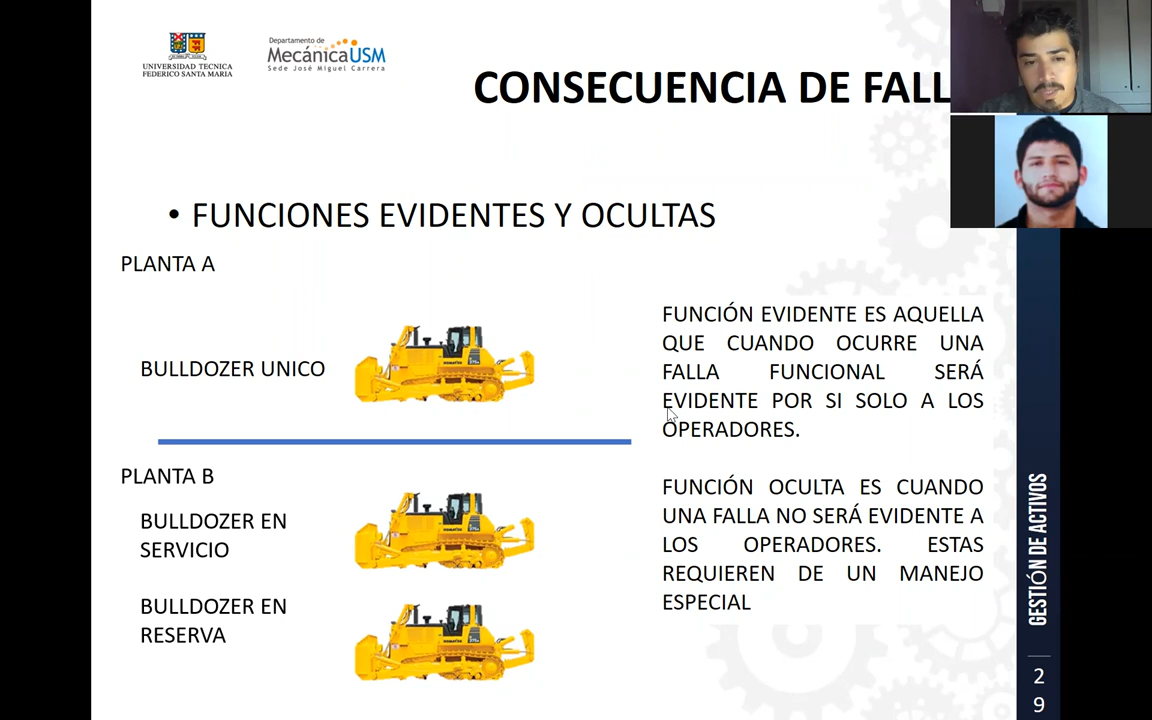 UNIVERSIDAD TECNICA
FEDERICO SANTA MARIA
Departamento de
MecánicaUSM
Sede José Miguel Carrera
CONSECUENCIA DE FALL
• FUNCIONES EVIDENTES Y OCULTAS
PLANTA A
BULLDOZER UNICO
PLANTA B
BULLDOZER EN
SERVICIO
BULLDOZER EN
RESERVA
FUNCIÓN EVIDENTE ES AQUELLA
QUE CUANDO OCURRE UNA
FALLA FUNCIONAL SERÁ
EVIDENTE POR SI SOLO A LOS
OPERADORES.
FUNCIÓN OCULTA ES CUANDO
UNA FALLA NO SERÁ EVIDENTE A
LOS OPERADORES. ESTAS
REQUIEREN DE UN MANEJO
ESPECIAL
GESTIÓN DE ACTIVOS
2
9